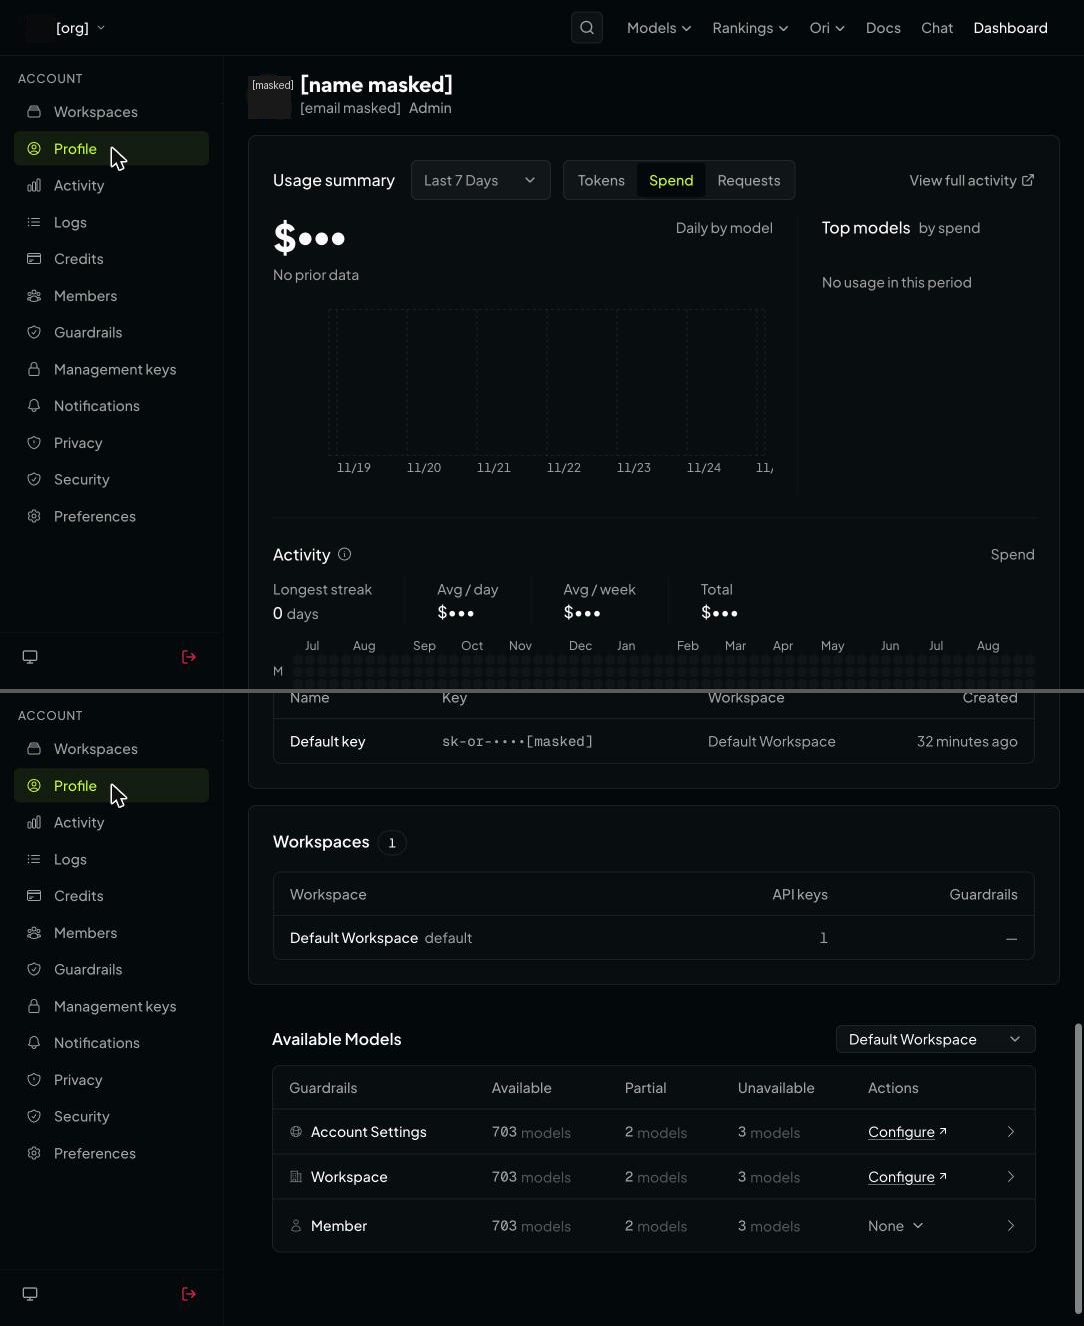 [org]
Models Rankings Ori Docs Chat Dashboard
ACCOUNT
Workspaces
Profile
Activity
Logs
Credits
Members
Guardrails
Management keys
Notifications
Privacy
Security
Preferences
[masked] [name masked]
[email masked] Admin
Usage summary Last 7 Days Tokens Spend Requests View full activity
$••• Daily by model
No prior data
Top models by spend
No usage in this period
11/19 11/20 11/21 11/22 11/23 11/24 11/
Activity Spend
Longest streak Avg / day Avg / week Total
0 days $••• $••• $•••
Jul Aug Sep Oct Nov Dec Jan Feb Mar Apr May Jun Jul Aug
M
ACCOUNT
Workspaces
Profile
Activity
Logs
Credits
Members
Guardrails
Management keys
Notifications
Privacy
Security
Preferences
Name Key Workspace Created
Default key sk-or-••••[masked] Default Workspace 32 minutes ago
Workspaces 1
Workspace API keys Guardrails
Default Workspace default 1 —
Available Models Default Workspace
Guardrails Available Partial Unavailable Actions
Account Settings 703 models 2 models 3 models Configure
Workspace 703 models 2 models 3 models Configure
Member 703 models 2 models 3 models None